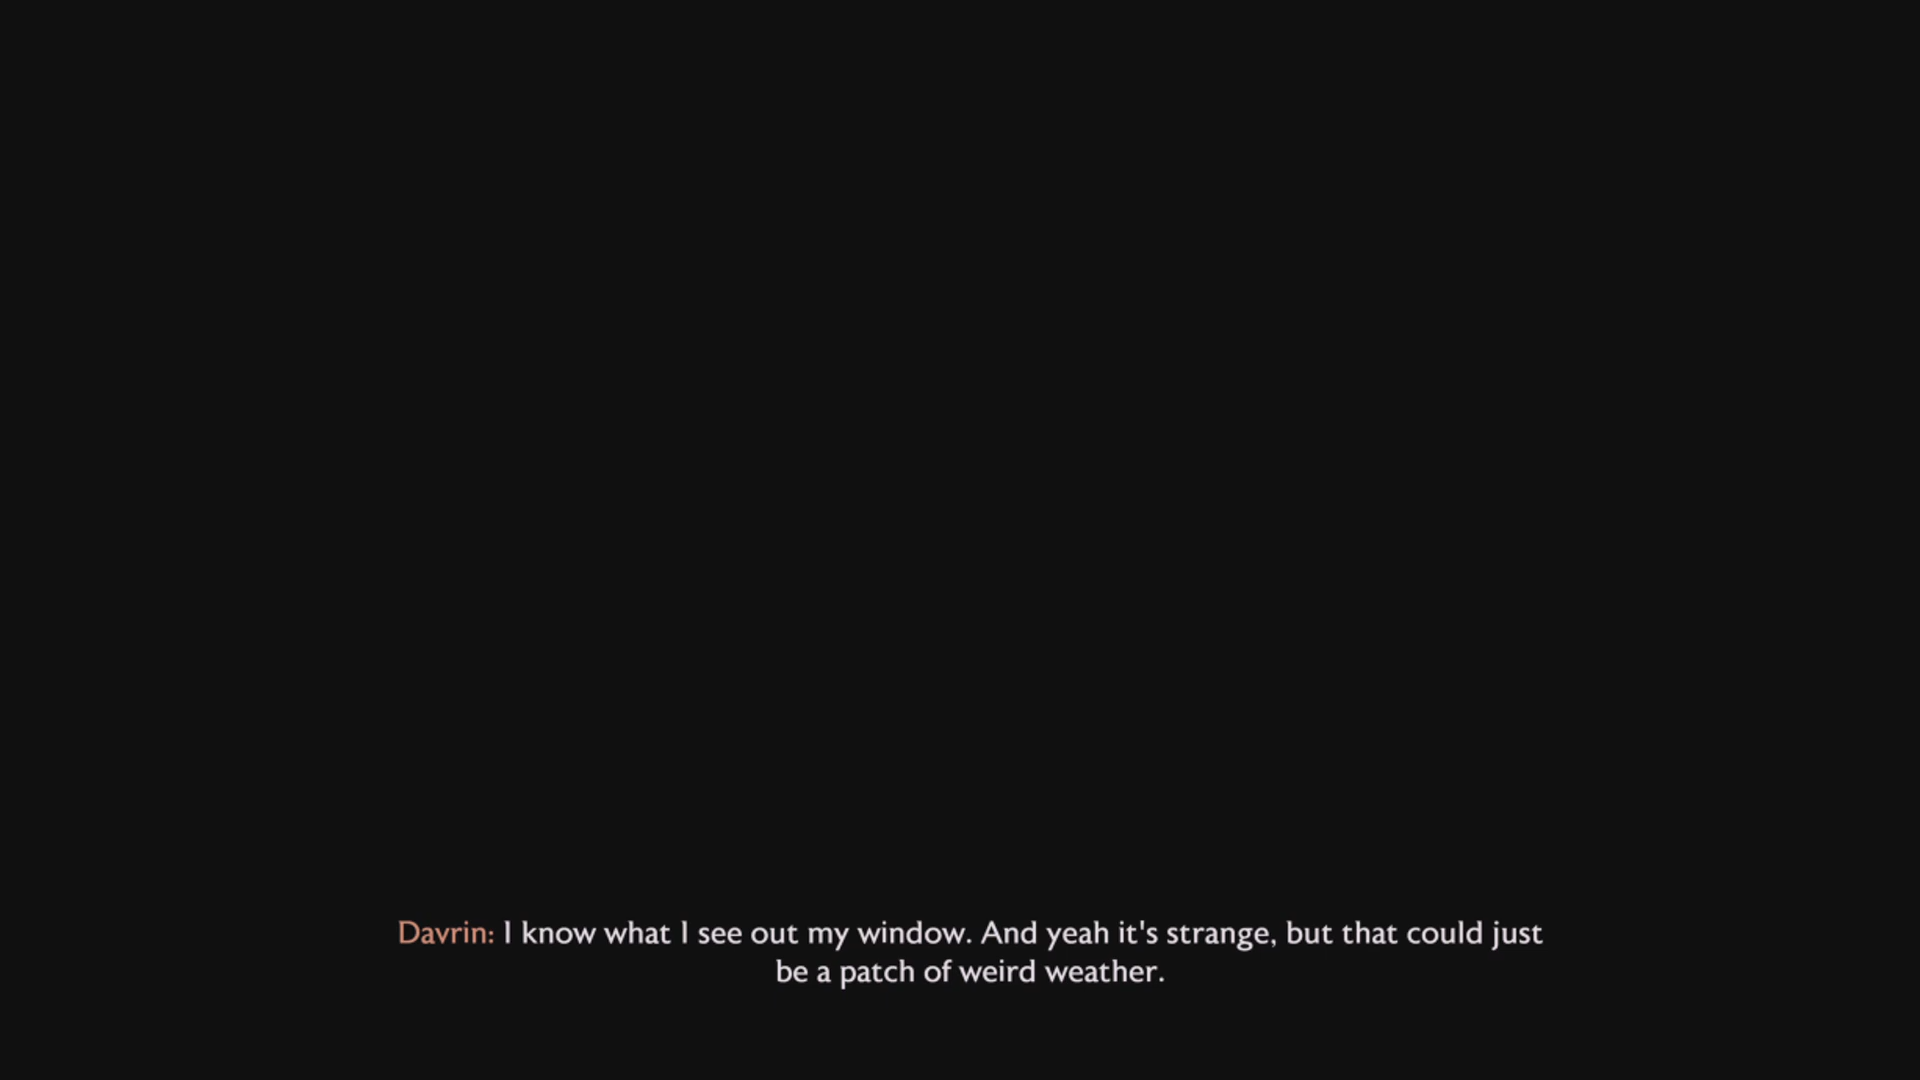 Davrin: I know what I see out my window. And yeah it's strange, but that could just
be a patch of weird weather.